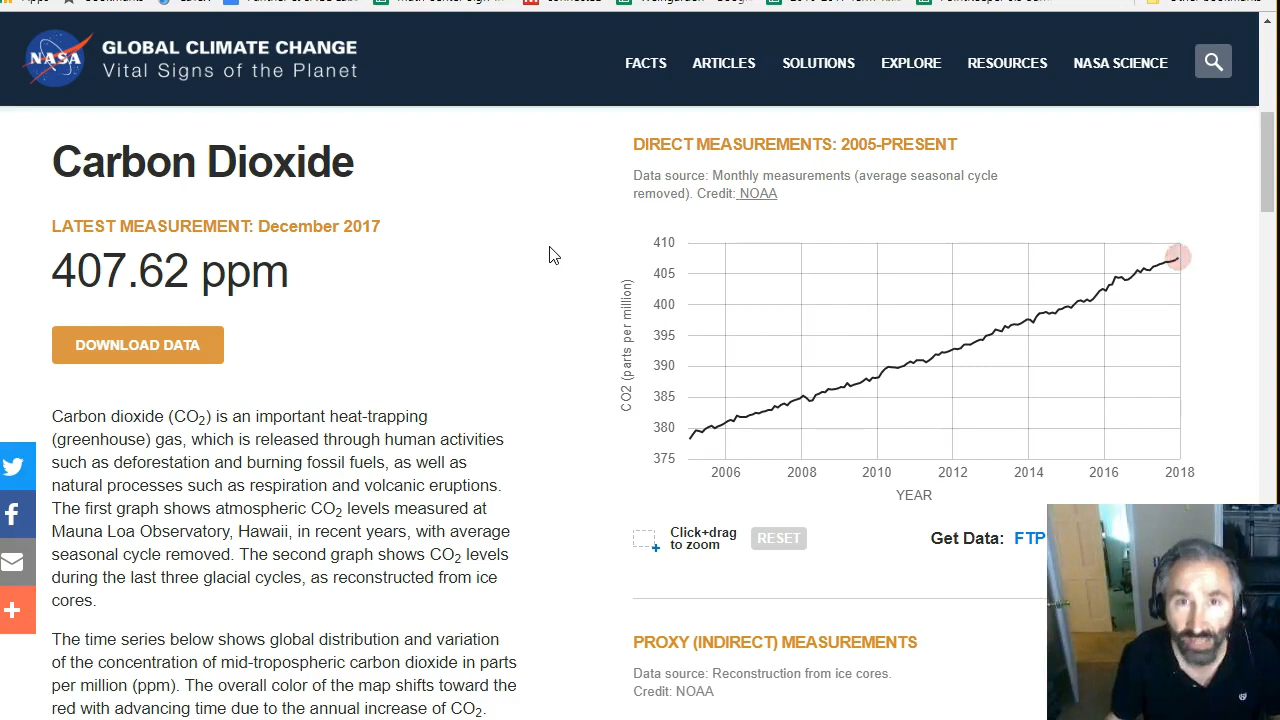 NASA
GLOBAL CLIMATE CHANGE
Vital Signs of the Planet
FACTS
ARTICLES
SOLUTIONS
EXPLORE
RESOURCES
NASA SCIENCE
Carbon Dioxide
LATEST MEASUREMENT: December 2017
407.62 ppm
DOWNLOAD DATA
Carbon dioxide (CO2) is an important heat-trapping
(greenhouse) gas, which is released through human activities
such as deforestation and burning fossil fuels, as well as
natural processes such as respiration and volcanic eruptions.
The first graph shows atmospheric CO2 levels measured at
Mauna Loa Observatory, Hawaii, in recent years, with average
seasonal cycle removed. The second graph shows CO2 levels
during the last three glacial cycles, as reconstructed from ice
cores.
The time series below shows global distribution and variation
of the concentration of mid-tropospheric carbon dioxide in parts
per million (ppm). The overall color of the map shifts toward the
red with advancing time due to the annual increase of CO2.
DIRECT MEASUREMENTS: 2005-PRESENT
Data source: Monthly measurements (average seasonal cycle
removed). Credit: NOAA
410
405
400
395
390
385
380
375
CO2 (parts per million)
2006
2008
2010
2012
2014
2016
2018
YEAR
Click+drag
to zoom
RESET
Get Data: FTP
PROXY (INDIRECT) MEASUREMENTS
Data source: Reconstruction from ice cores.
Credit: NOAA